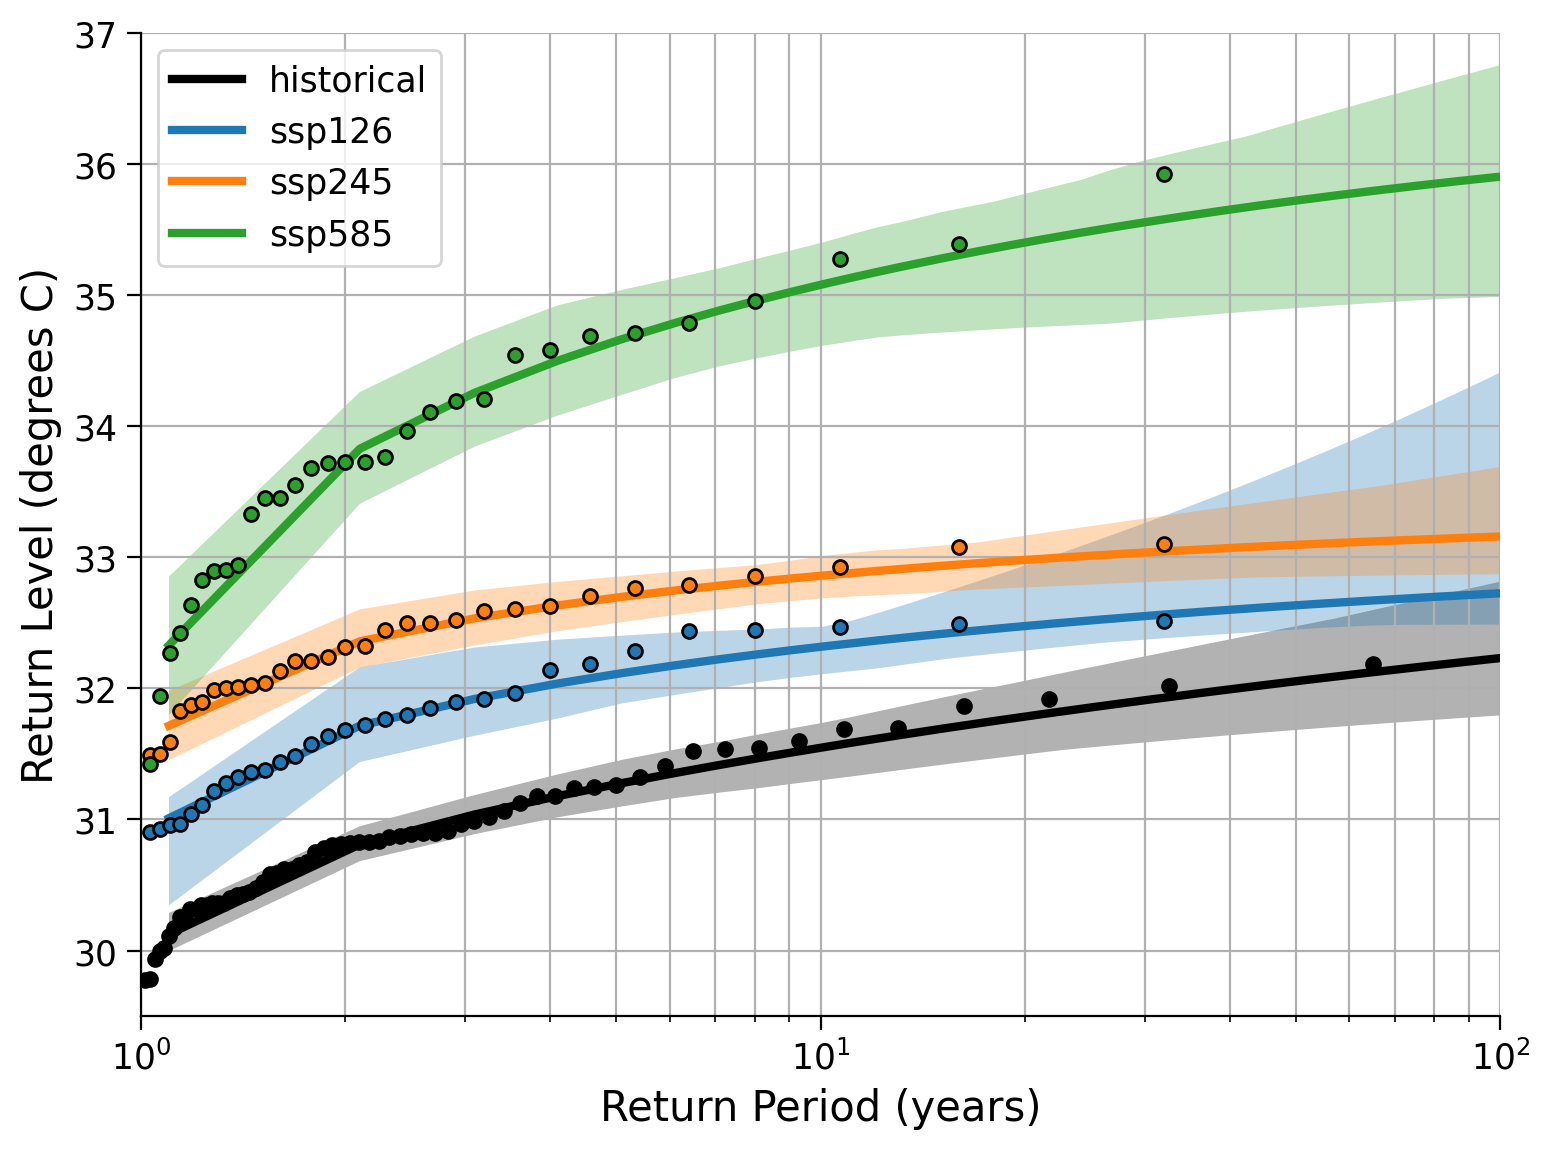 37
36
35
34
33
32
31
30
Return Level (degrees C)
historical
ssp126
ssp245
ssp585
10⁰
10¹
10²
Return Period (years)